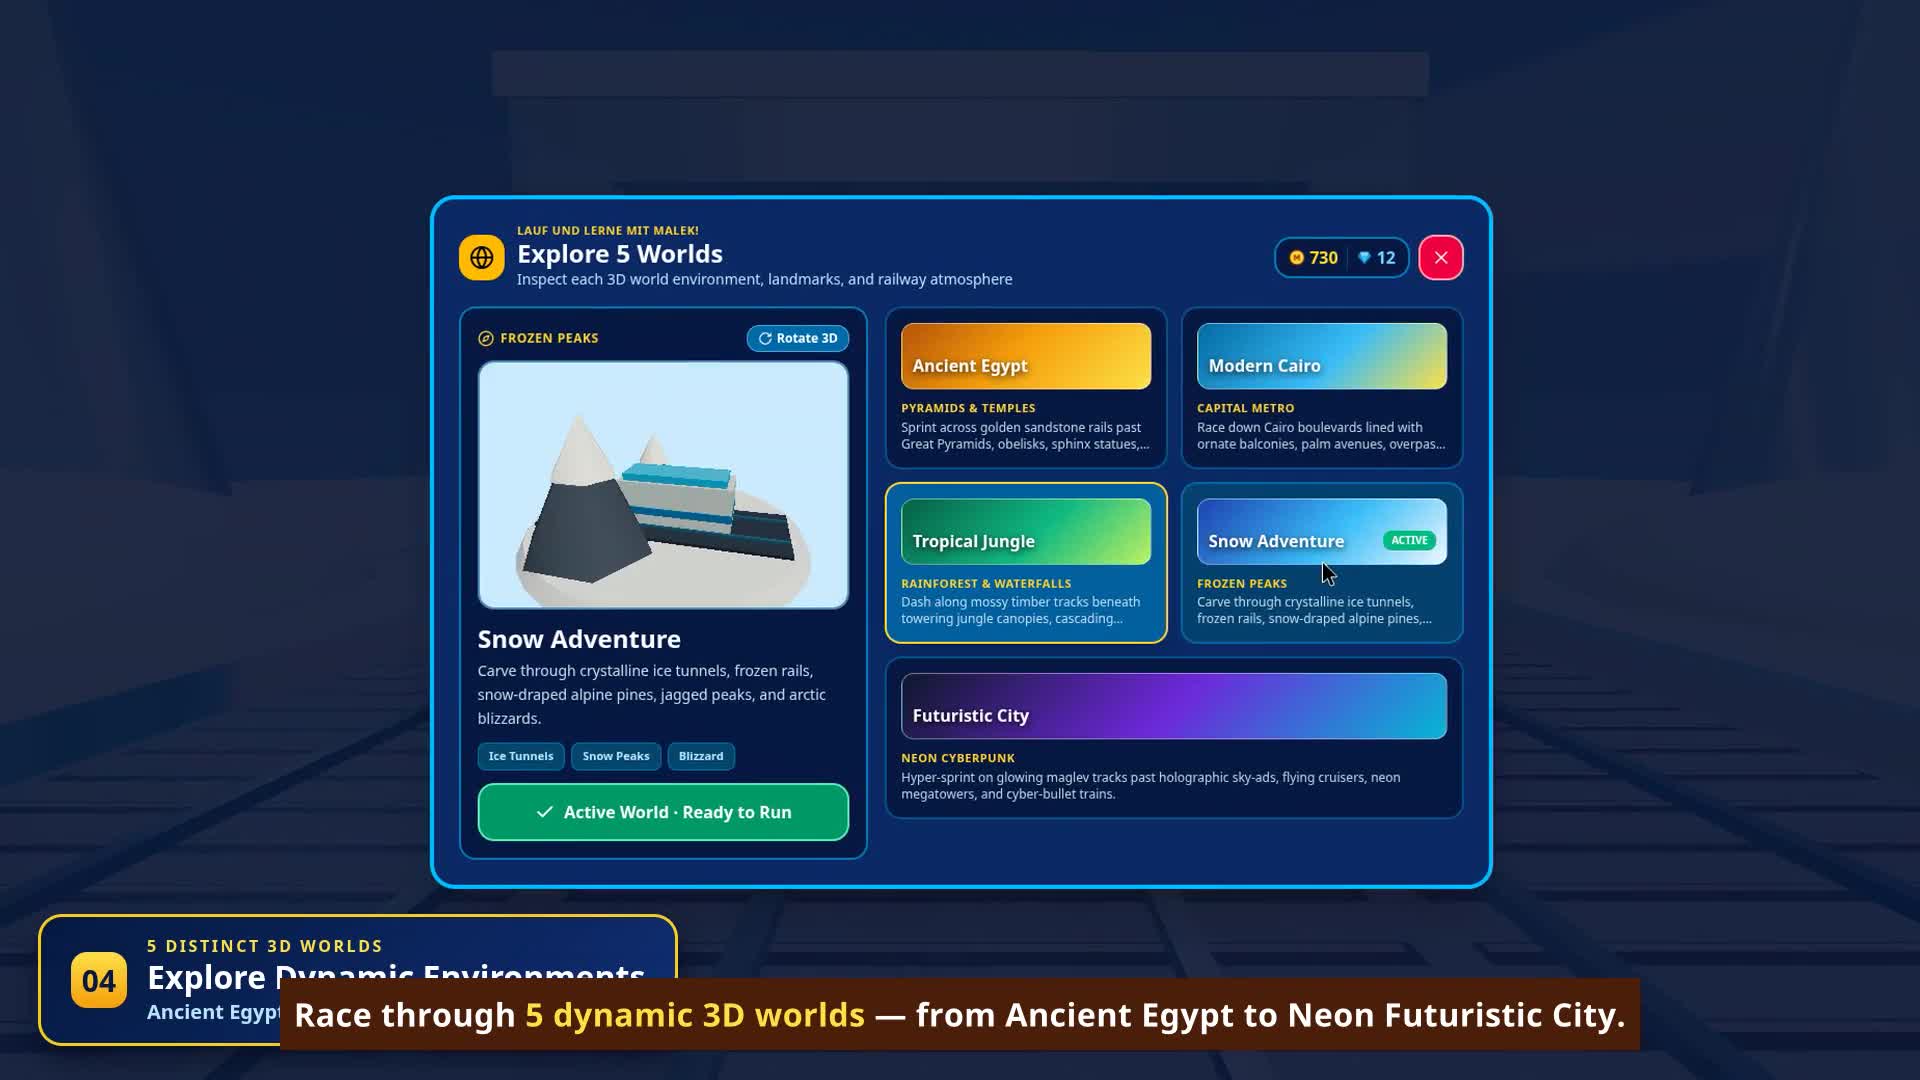 LAUF UND LERNE MIT MALEK!
Explore 5 Worlds
Inspect each 3D world environment, landmarks, and railway atmosphere
730
12
FROZEN PEAKS
Rotate 3D
Snow Adventure
Carve through crystalline ice tunnels, frozen rails,
snow-draped alpine pines, jagged peaks, and arctic
blizzards.
Ice Tunnels
Snow Peaks
Blizzard
Active World · Ready to Run
Ancient Egypt
PYRAMIDS & TEMPLES
Sprint across golden sandstone rails past
Great Pyramids, obelisks, sphinx statues,...
Modern Cairo
CAPITAL METRO
Race down Cairo boulevards lined with
ornate balconies, palm avenues, overpas...
Tropical Jungle
RAINFOREST & WATERFALLS
Dash along mossy timber tracks beneath
towering jungle canopies, cascading...
Snow Adventure
ACTIVE
FROZEN PEAKS
Carve through crystalline ice tunnels,
frozen rails, snow-draped alpine pines,...
Futuristic City
NEON CYBERPUNK
Hyper-sprint on glowing maglev tracks past holographic sky-ads, flying cruisers, neon
megatowers, and cyber-bullet trains.
04
5 DISTINCT 3D WORLDS
Explore Dynamic Environments
Ancient Egypt
Race through 5 dynamic 3D worlds — from Ancient Egypt to Neon Futuristic City.